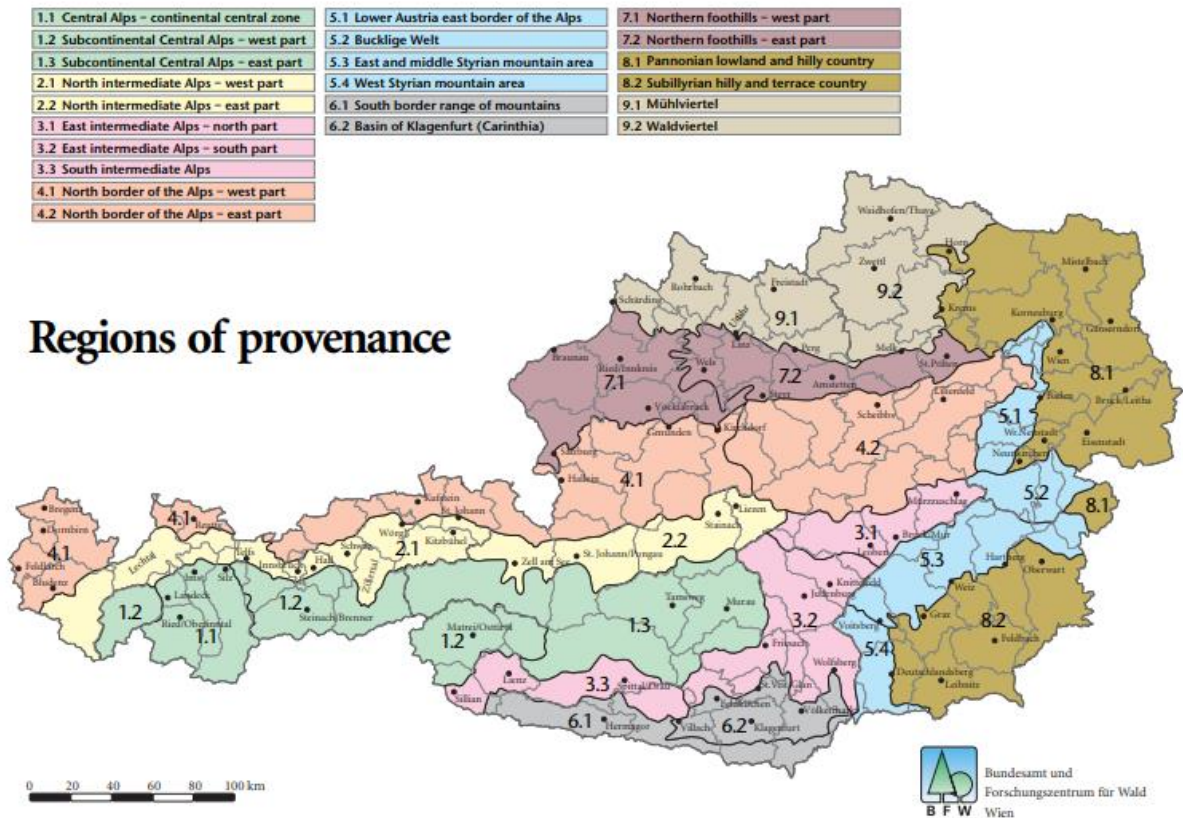 1.1 Central Alps – continental central zone
1.2 Subcontinental Central Alps – west part
1.3 Subcontinental Central Alps – east part
2.1 North intermediate Alps – west part
2.2 North intermediate Alps – east part
3.1 East intermediate Alps – north part
3.2 East intermediate Alps – south part
3.3 South intermediate Alps
4.1 North border of the Alps – west part
4.2 North border of the Alps – east part
5.1 Lower Austria east border of the Alps
5.2 Bucklige Welt
5.3 East and middle Styrian mountain area
5.4 West Styrian mountain area
6.1 South border range of mountains
6.2 Basin of Klagenfurt (Carinthia)
7.1 Northern foothills – west part
7.2 Northern foothills – east part
8.1 Pannonian lowland and hilly country
8.2 Subillyrian hilly and terrace country
9.1 Mühlviertel
9.2 Waldviertel
Regions of provenance
Waidhofen/Thaya
Horn
Zwettl
Mistelbach
9.2
Rohrbach
Freistadt
Schärding
Krems
Korneuburg
Gänserndorf
9.1
Urfahr
Linz
Perg
Melk
St.Pölten
Wien
Braunau
Ried/Innkreis
Wels
7.1
7.2
Amstetten
8.1
Steyr
Baden
Bruck/Leitha
Vöcklabruck
Scheibbs
Lilienfeld
5.1
Gmunden
Kirchdorf
Wr.Neustadt
Eisenstadt
Salzburg
4.2
Neunkirchen
Hallein
4.1
Mürzzuschlag
5.2
8.1
Bregenz
Dornbirn
4.1
Reutte
Kufstein
St.Johann
Liezen
Stainach
3.1
Bruck/Mur
Leoben
4.1
Feldkirch
Bludenz
Lechtal
Telfs
Wörgl
Kitzbühel
2.1
2.2
Schwaz
Hall
Innsbruck
Zillertal
Zell am See
St. Johann/Pongau
5.3
Hartberg
Oberwart
Imst
Silz
Landeck
1.2
1.2
Knittelfeld
Judenburg
Weiz
Steinach/Brenner
Tamsweg
Murau
Ried/Oberinntal
1.1
1.3
3.2
Voitsberg
Graz
8.2
Feldbach
Matrei/Osttirol
1.2
Friesach
Wolfsberg
5.4
Deutschlandsberg
Leibnitz
Lienz
3.3
Spittal/Drau
St.Veit/Glan
Sillian
Feldkirchen
Völkermarkt
6.1
Hermagor
Villach
6.2
Klagenfurt
0 20 40 60 80 100 km
BFW
Bundesamt und
Forschungszentrum für Wald
Wien